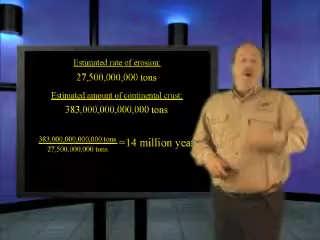 Estimated rate of erosion:
27,500,000,000 tons
Estimated amount of continental crust:
383,000,000,000,000 tons
383,000,000,000,000 tons
27,500,000,000 tons
=14 million yea